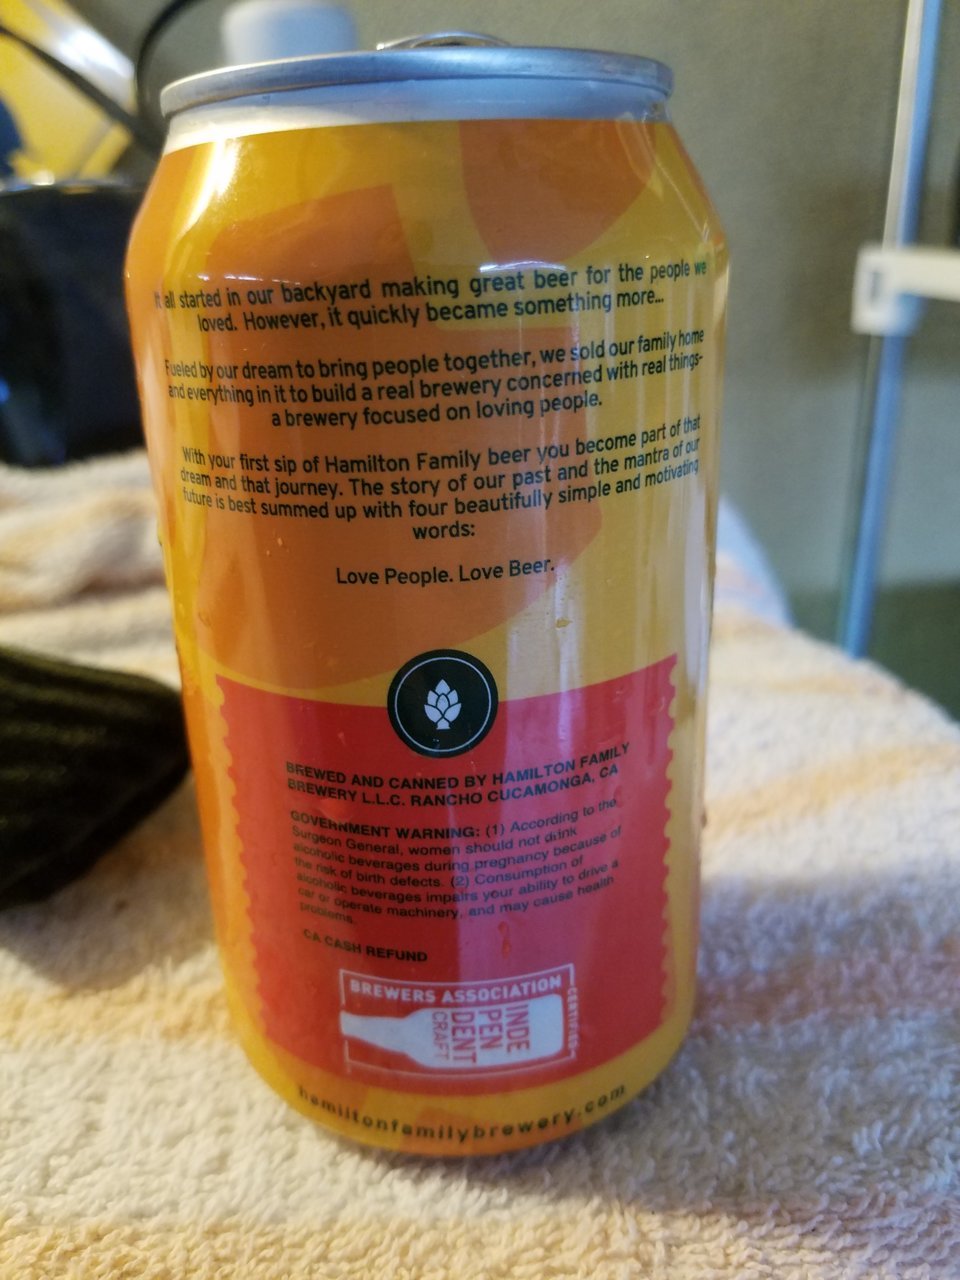 It all started in our backyard making great beer for the people we
loved. However, it quickly became something more...
Fueled by our dream to bring people together, we sold our family home
and everything in it to build a real brewery concerned with real things-
a brewery focused on loving people.
With your first sip of Hamilton Family beer you become part of that
dream and that journey. The story of our past and the mantra of our
future is best summed up with four beautifully simple and motivating
words:
Love People. Love Beer.
BREWED AND CANNED BY HAMILTON FAMILY
BREWERY L.L.C. RANCHO CUCAMONGA, CA
GOVERNMENT WARNING: (1) According to the
Surgeon General, women should not drink
alcoholic beverages during pregnancy because of
the risk of birth defects. (2) Consumption of
alcoholic beverages impairs your ability to drive a
car or operate machinery, and may cause health
problems.
CA CASH REFUND
BREWERS ASSOCIATION
CERTIFIED
INDE
PEN
DENT
CRAFT
hamiltonfamilybrewery.com